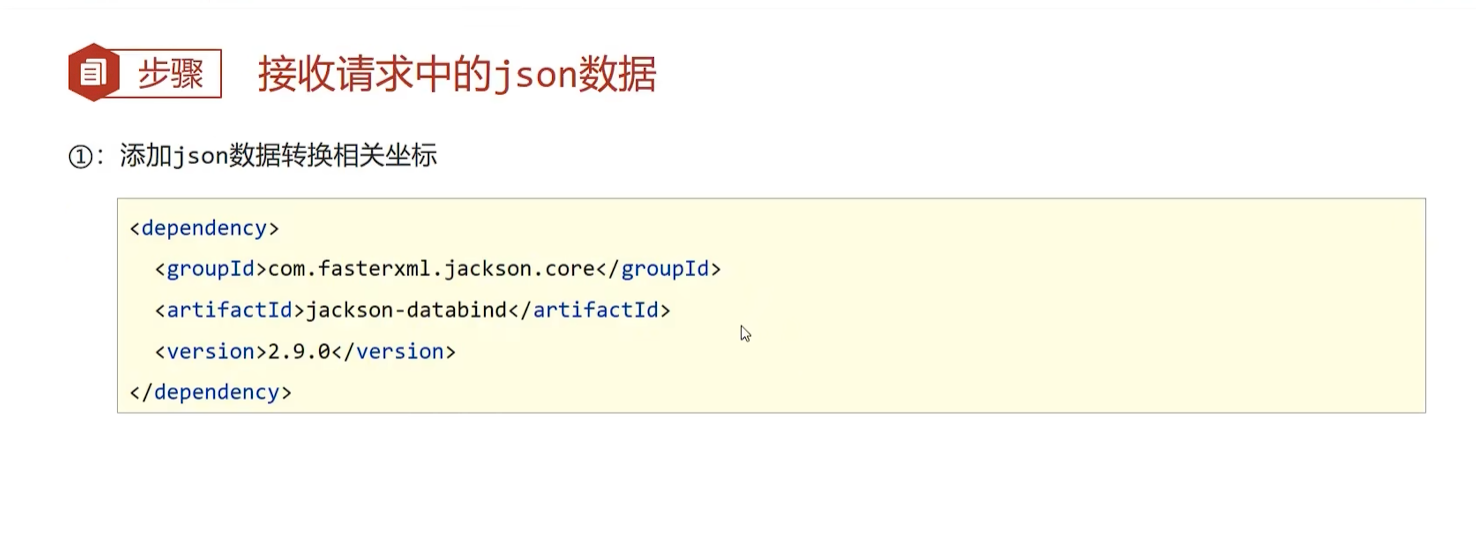 步骤 接收请求中的json数据
①：添加json数据转换相关坐标
<dependency>
<groupId>com.fasterxml.jackson.core</groupId>
<artifactId>jackson-databind</artifactId>
<version>2.9.0</version>
</dependency>